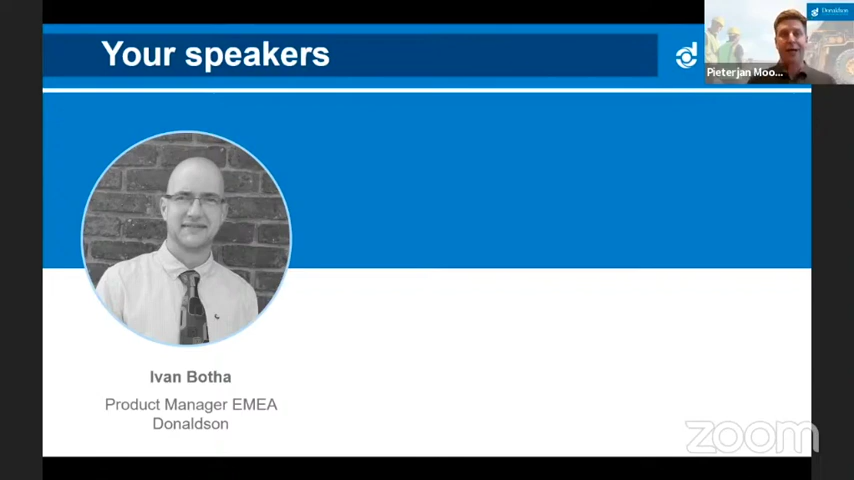 Your speakers
Donaldson
Pieterjan Moo...
Ivan Botha
Product Manager EMEA
Donaldson
zoom